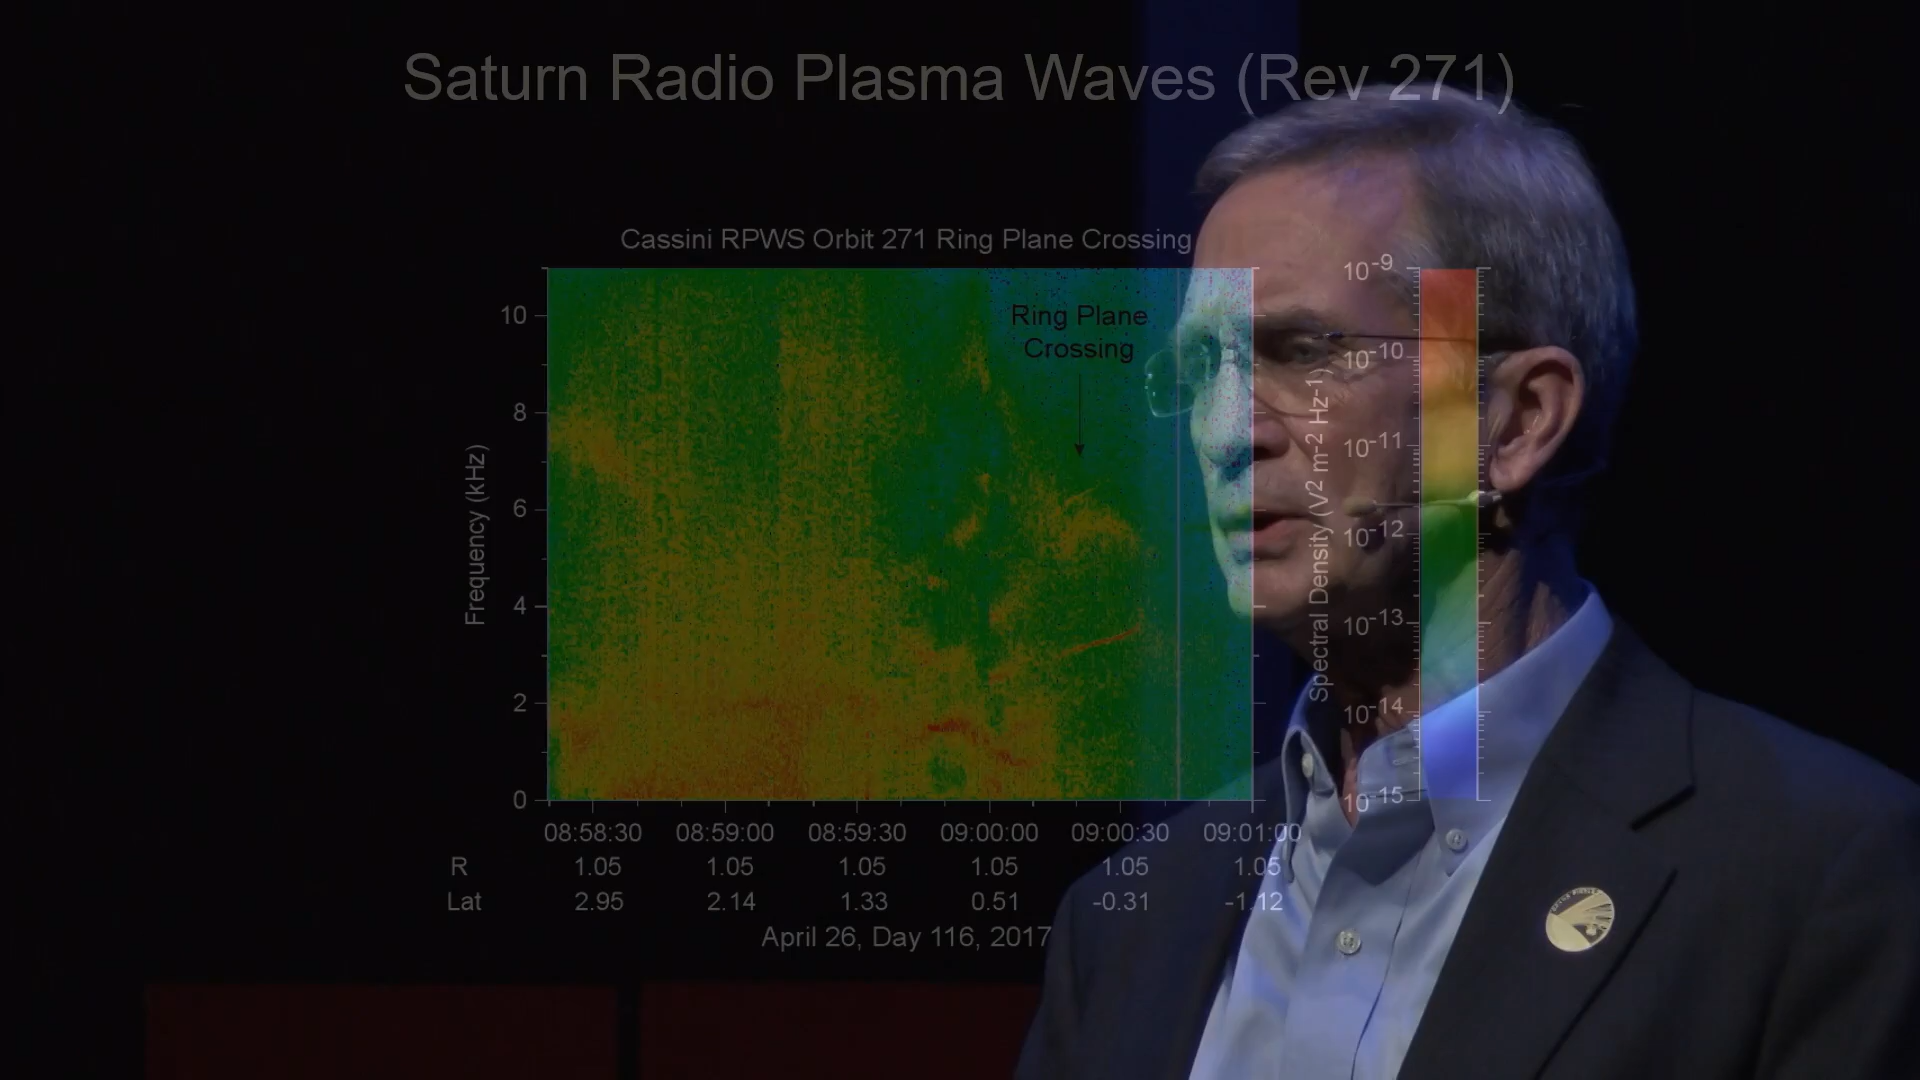 Saturn Radio Plasma Waves (Rev 271)
Cassini RPWS Orbit 271 Ring Plane Crossing
Ring Plane
Crossing
Frequency (kHz)
10
8
6
4
2
0
08:58:30 08:59:00 08:59:30 09:00:00 09:00:30 09:01:00
R 1.05 1.05 1.05 1.05 1.05 1.05
Lat 2.95 2.14 1.33 0.51 -0.31 -1.12
April 26, Day 116, 2017
Spectral Density (V2 m-2 Hz-1)
10-9
10-10
10-11
10-12
10-13
10-14
10-15